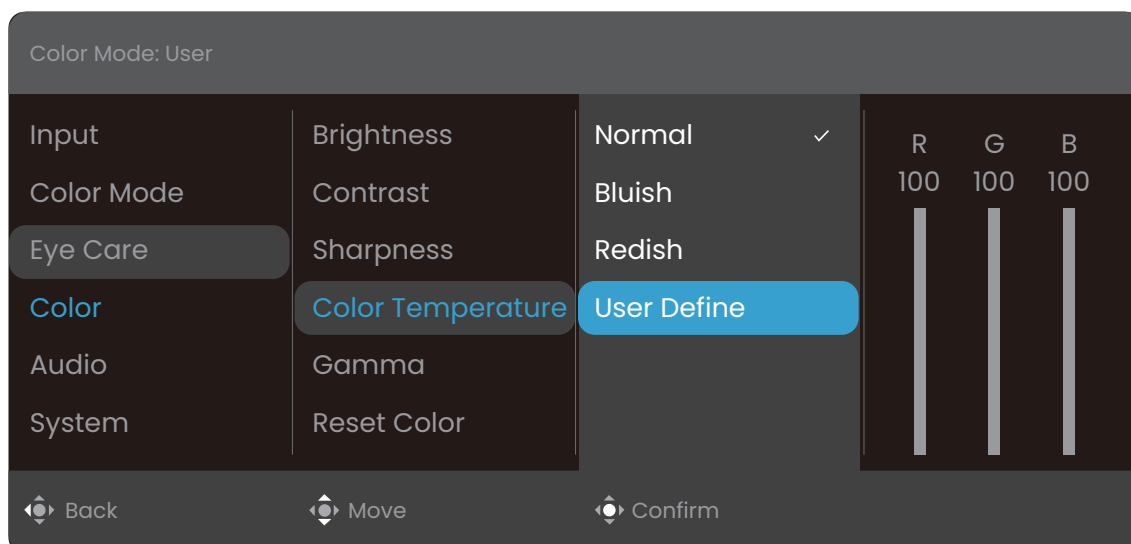 Color Mode: User
Input
Color Mode
Eye Care
Color
Audio
System
Brightness
Contrast
Sharpness
Color Temperature
Gamma
Reset Color
Normal
Bluish
Redish
User Define
R G B
100 100 100
Back Move Confirm